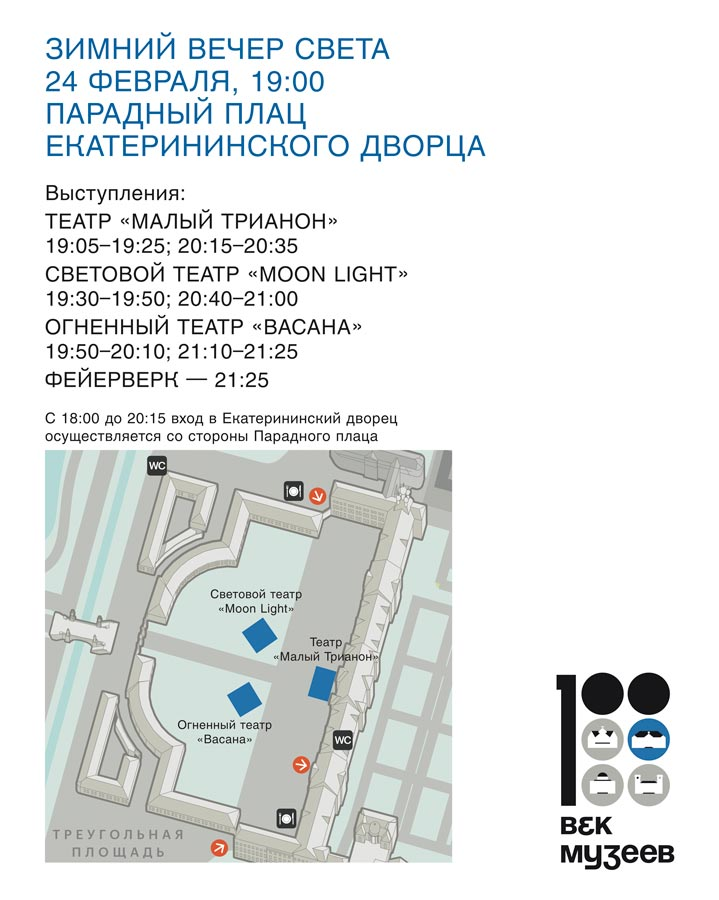 ЗИМНИЙ ВЕЧЕР СВЕТА
24 ФЕВРАЛЯ, 19:00
ПАРАДНЫЙ ПЛАЦ
ЕКАТЕРИНИНСКОГО ДВОРЦА
Выступления:
ТЕАТР «МАЛЫЙ ТРИАНОН»
19:05–19:25; 20:15–20:35
СВЕТОВОЙ ТЕАТР «MOON LIGHT»
19:30–19:50; 20:40–21:00
ОГНЕННЫЙ ТЕАТР «ВАСАНА»
19:50–20:10; 21:10–21:25
ФЕЙЕРВЕРК — 21:25
С 18:00 до 20:15 вход в Екатерининский дворец
осуществляется со стороны Парадного плаца
WC
Световой театр
«Moon Light»
Театр
«Малый Трианон»
Огненный театр
«Васана»
WC
ТРЕУГОЛЬНАЯ
ПЛОЩАДЬ
100
ВЕК
МУЗЕЕВ